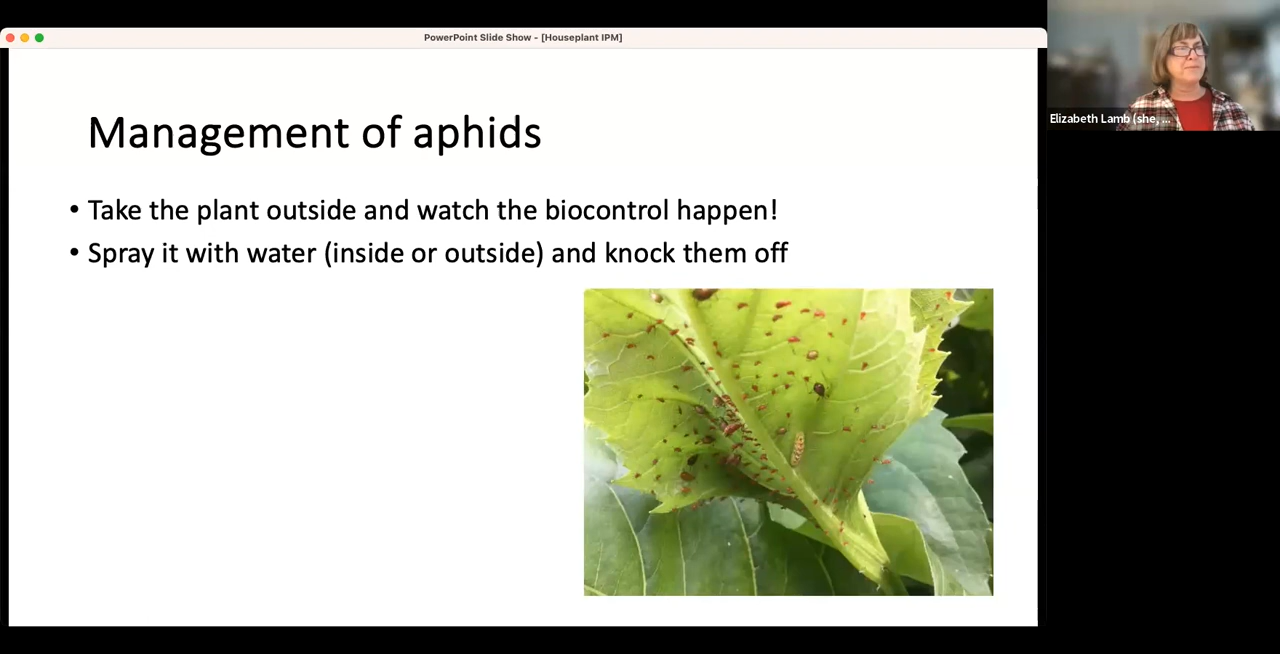 PowerPoint Slide Show - [Houseplant IPM]
Management of aphids
• Take the plant outside and watch the biocontrol happen!
• Spray it with water (inside or outside) and knock them off
Elizabeth Lamb (she, ...